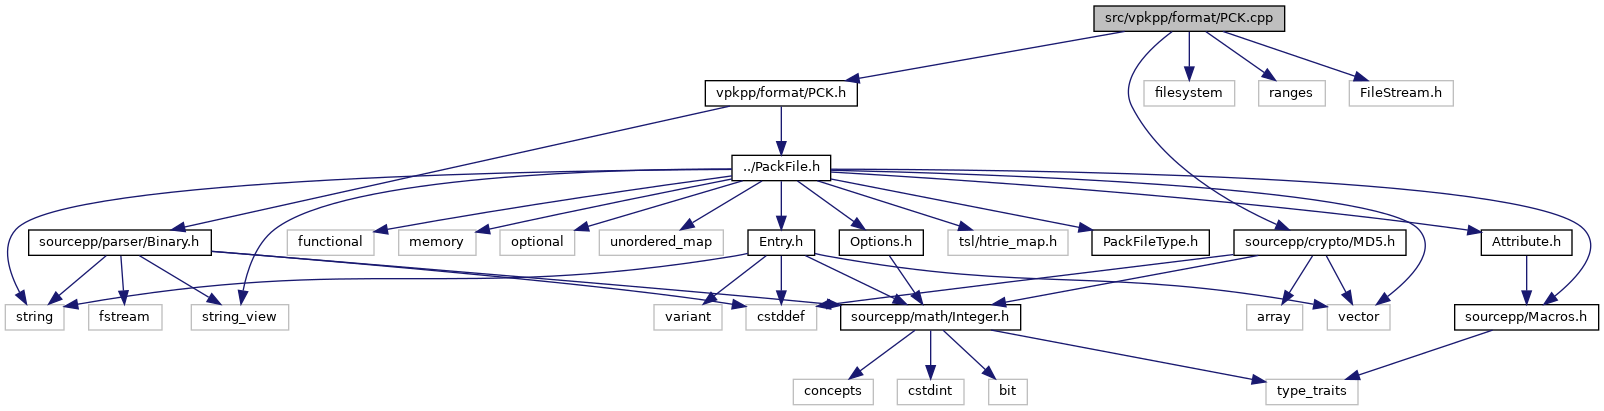 src/vpkpp/format/PCK.cpp
vpkpp/format/PCK.h
filesystem
ranges
FileStream.h
../PackFile.h
sourcepp/parser/Binary.h
functional
memory
optional
unordered_map
Entry.h
Options.h
tsl/htrie_map.h
PackFileType.h
sourcepp/crypto/MD5.h
Attribute.h
string
fstream
string_view
variant
cstddef
sourcepp/math/Integer.h
array
vector
sourcepp/Macros.h
concepts
cstdint
bit
type_traits